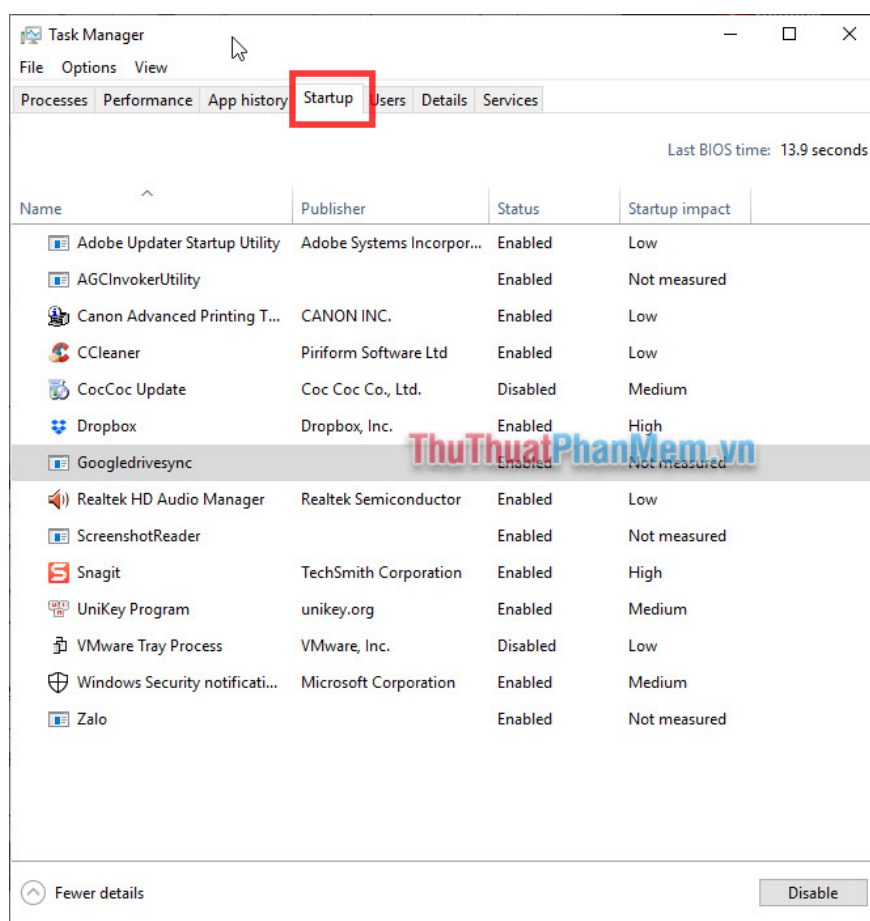 Task Manager
File Options View
Processes Performance App history Startup Users Details Services
Last BIOS time: 13.9 seconds
Name Publisher Status Startup impact
Adobe Updater Startup Utility Adobe Systems Incorpor... Enabled Low
AGCInvokerUtility Enabled Not measured
Canon Advanced Printing T... CANON INC. Enabled Low
CCleaner Piriform Software Ltd Enabled Low
CocCoc Update Coc Coc Co., Ltd. Disabled Medium
Dropbox Dropbox, Inc. Enabled High
ThuThuatPhanMem.vn
Googledrivesync Enabled Not measured
Realtek HD Audio Manager Realtek Semiconductor Enabled Low
ScreenshotReader Enabled Not measured
Snagit TechSmith Corporation Enabled High
UniKey Program unikey.org Enabled Medium
VMware Tray Process VMware, Inc. Disabled Low
Windows Security notificati... Microsoft Corporation Enabled Medium
Zalo Enabled Not measured
Fewer details Disable